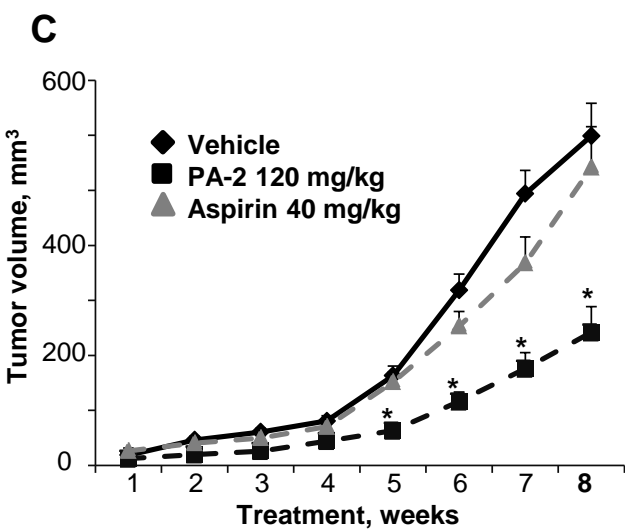 C
600
400
200
0
Tumor volume, mm³
Vehicle
PA-2 120 mg/kg
Aspirin 40 mg/kg
*
*
*
*
1 2 3 4 5 6 7 8
Treatment, weeks